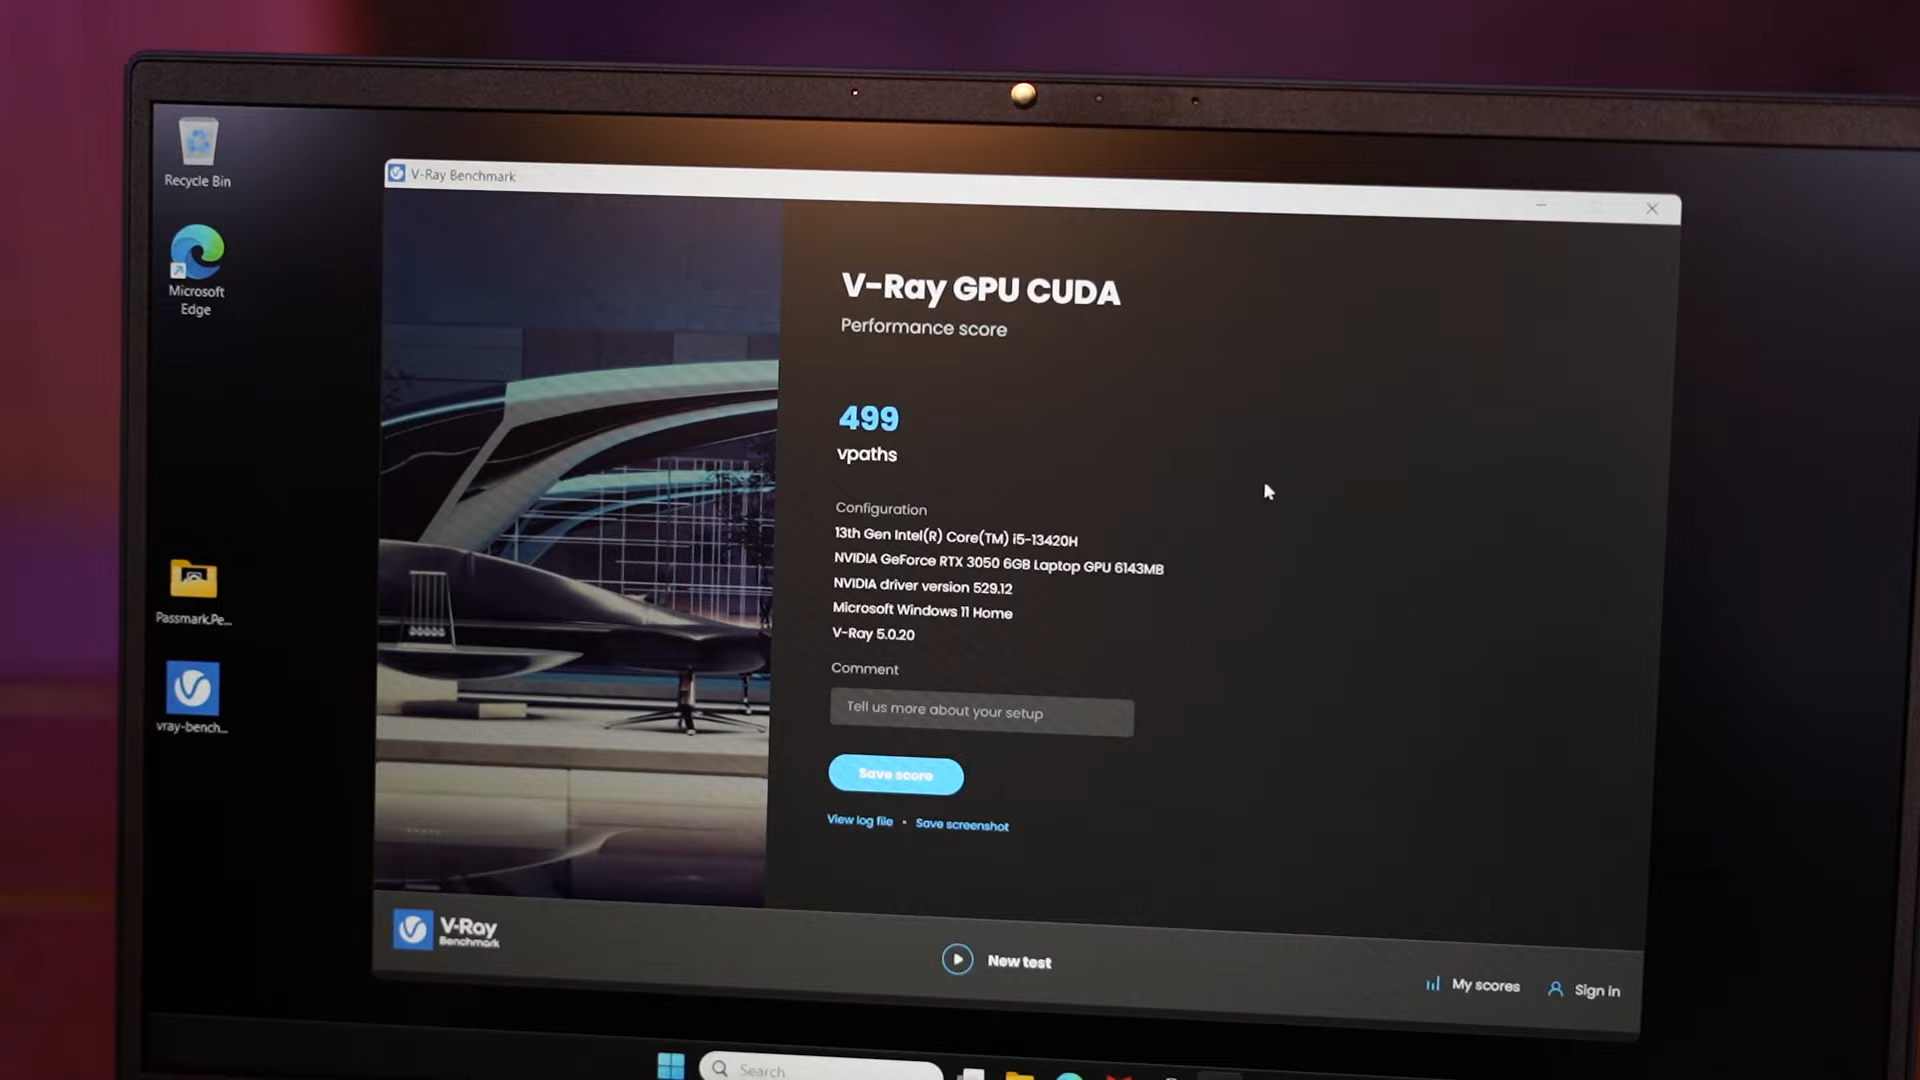 Recycle Bin
Microsoft
Edge
Passmark.Pe...
vray-bench...
V-Ray Benchmark
V-Ray GPU CUDA
Performance score
499
vpaths
Configuration
13th Gen Intel(R) Core(TM) i5-13420H
NVIDIA GeForce RTX 3050 6GB Laptop GPU 6143MB
NVIDIA driver version 529.12
Microsoft Windows 11 Home
V-Ray 5.0.20
Comment
Tell us more about your setup
Save score
View log file • Save screenshot
V-Ray
Benchmark
New test
My scores
Sign in
Search